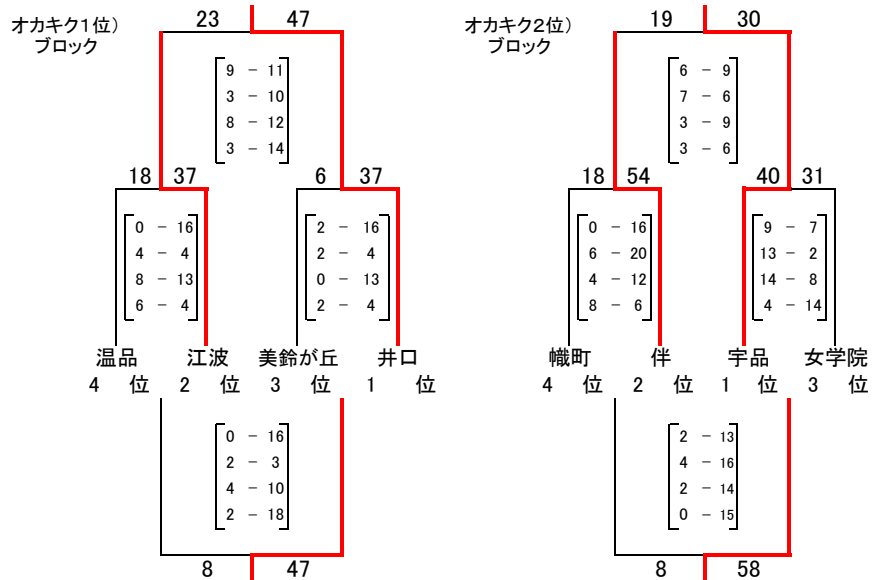 オカキク1位)
ブロック
23 47
9 － 11
3 － 10
8 － 12
3 － 14
18 37
6 37
0 － 16
4 － 4
8 － 13
6 － 4
2 － 16
2 － 4
0 － 13
2 － 4
温品 江波 美鈴が丘 井口
4 位 2 位 3 位 1 位
0 － 16
2 － 3
4 － 10
2 － 18
8 47
オカキク2位)
ブロック
19 30
6 － 9
7 － 6
3 － 9
3 － 6
18 54
40 31
0 － 16
6 － 20
4 － 12
8 － 6
9 － 7
13 － 2
14 － 8
4 － 14
幟町 伴 宇品 女学院
4 位 2 位 1 位 3 位
2 － 13
4 － 16
2 － 14
0 － 15
8 58